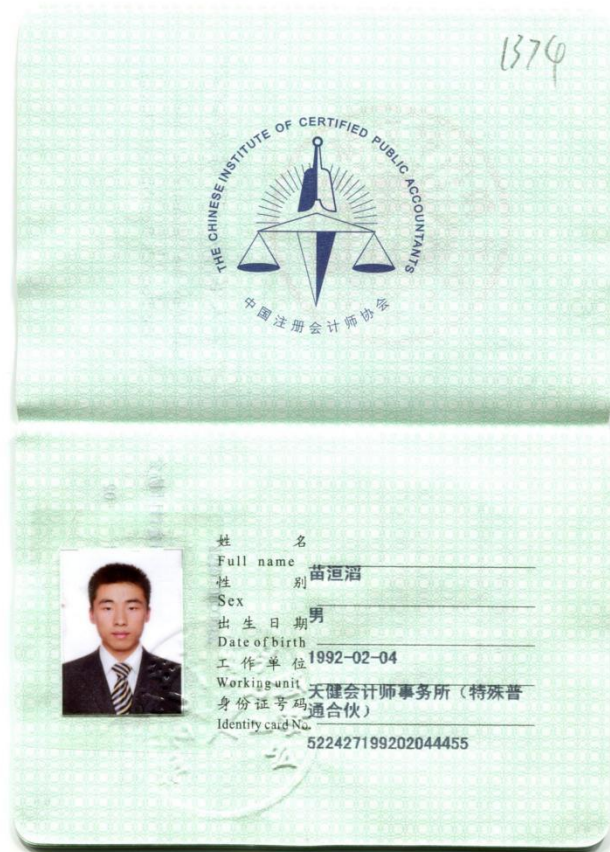 1374
THE CHINESE INSTITUTE OF CERTIFIED PUBLIC ACCOUNTANTS
中国注册会计师协会
姓 名
Full name
苗洹滔
性 别
Sex
男
出生日期
Date of birth
1992-02-04
工作单位
Working unit
天健会计师事务所（特殊普
通合伙）
身份证号码
Identity card No.
522427199202044455